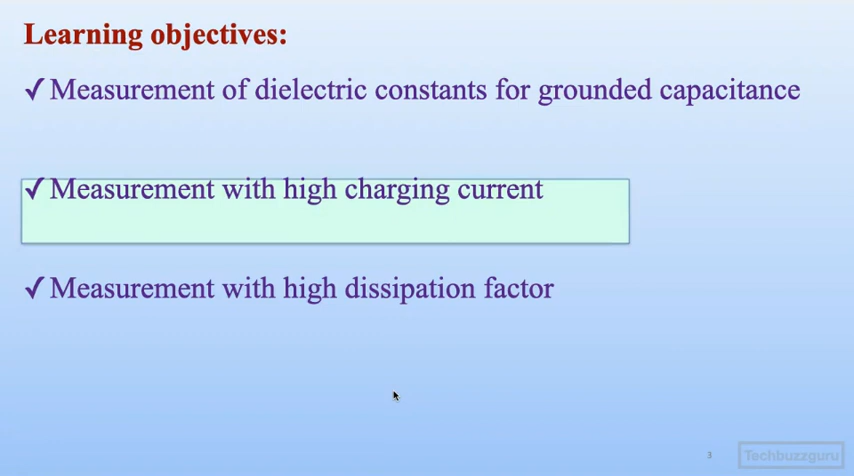 Learning objectives:
✓Measurement of dielectric constants for grounded capacitance
✓Measurement with high charging current
✓Measurement with high dissipation factor
3
Techbuzzguru